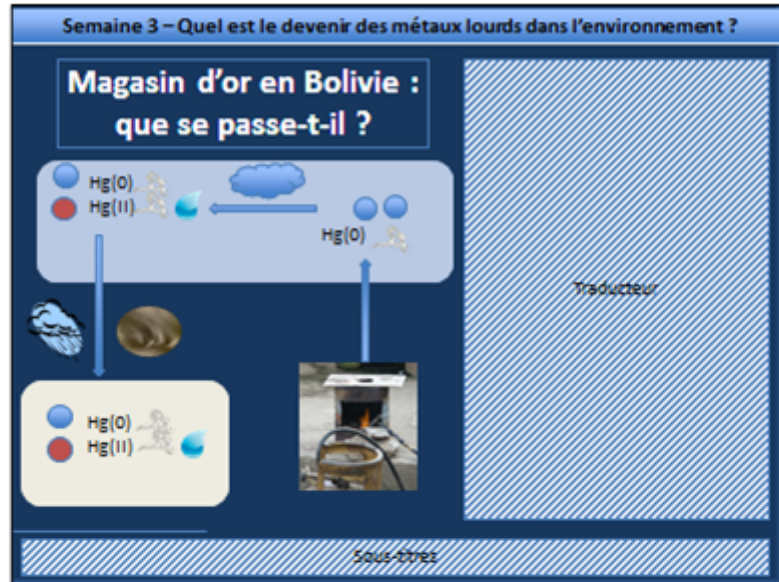 Semaine 3 – Quel est le devenir des métaux lourds dans l'environnement ?
Magasin d'or en Bolivie :
que se passe-t-il ?
Hg(0)
Hg(II)
Hg(0)
Traducteur
Hg(0)
Hg(II)
Sous-titres